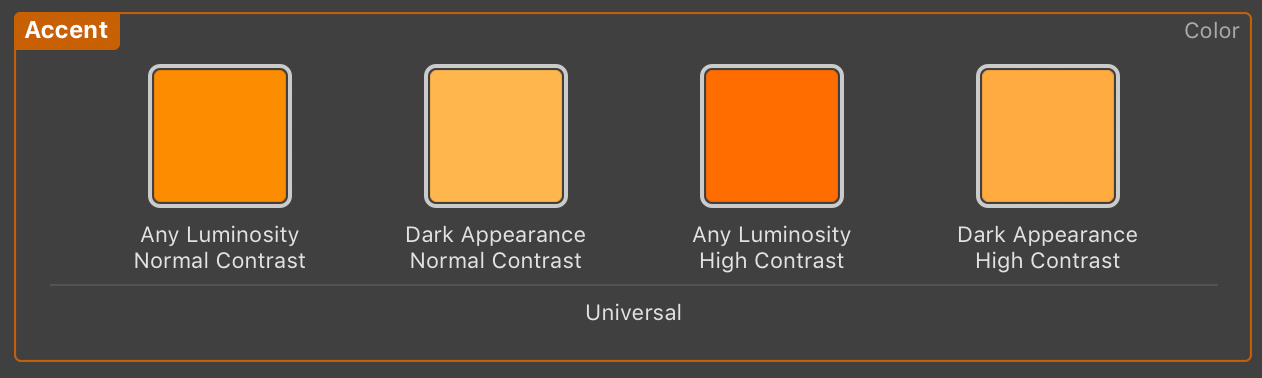 Accent
Color
Any Luminosity
Normal Contrast
Dark Appearance
Normal Contrast
Any Luminosity
High Contrast
Dark Appearance
High Contrast
Universal